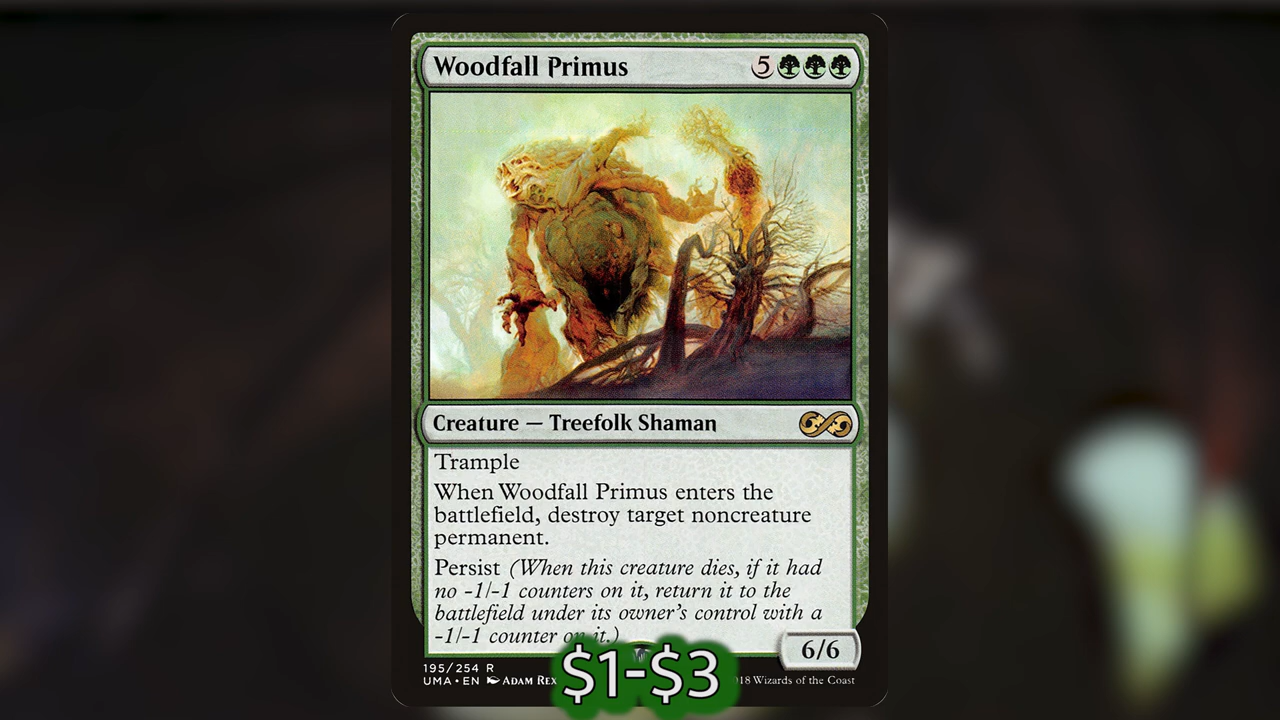 Woodfall Primus 5
Creature — Treefolk Shaman
Trample
When Woodfall Primus enters the
battlefield, destroy target noncreature
permanent.
Persist (When this creature dies, if it had
no -1/-1 counters on it, return it to the
battlefield under its owner's control with a
-1/-1 counter on it.)
6/6
195/254 R
UMA • EN ADAM REX 18 Wizards of the Coast
$1-$3